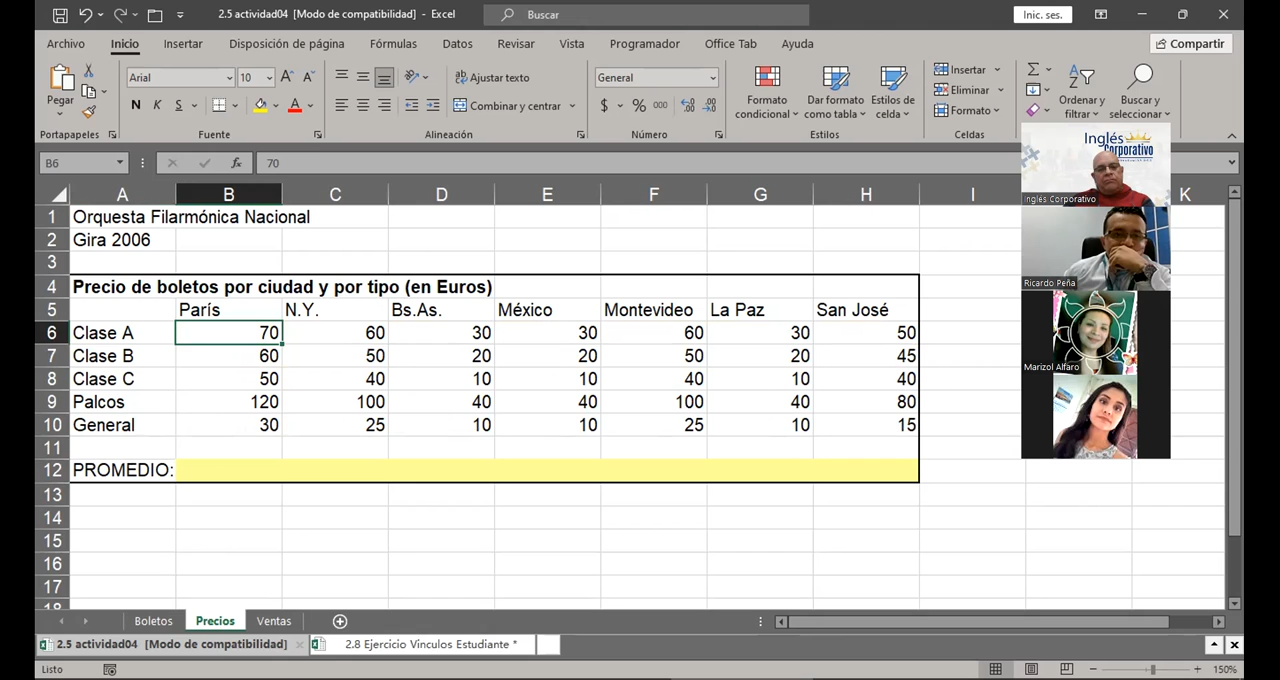 2.5 actividad04 [Modo de compatibilidad] - Excel
Buscar
Inic. ses.
Archivo Inicio Insertar Disposición de página Fórmulas Datos Revisar Vista Programador Office Tab Ayuda
Compartir
Pegar
Arial 10
N K S
Ajustar texto
Combinar y centrar
General
$ % 000
Formato condicional
Dar formato como tabla
Estilos de celda
Insertar
Eliminar
Formato
Ordenar y filtrar
Buscar y seleccionar
Portapapeles Fuente Alineación Número Estilos Celdas
B6 fx 70
A B C D E F G H I K
1 Orquesta Filarmónica Nacional
2 Gira 2006
3
4 Precio de boletos por ciudad y por tipo (en Euros)
5 París N.Y. Bs.As. México Montevideo La Paz San José
6 Clase A 70 60 30 30 60 30 50
7 Clase B 60 50 20 20 50 20 45
8 Clase C 50 40 10 10 40 10 40
9 Palcos 120 100 40 40 100 40 80
10 General 30 25 10 10 25 10 15
11
12 PROMEDIO:
13
14
15
16
17
18
Inglés Corporativo
Inglés Corporativo
Ricardo Peña
Marizol Alfaro
Boletos Precios Ventas
2.5 actividad04 [Modo de compatibilidad] 2.8 Ejercicio Vinculos Estudiante *
Listo 150%